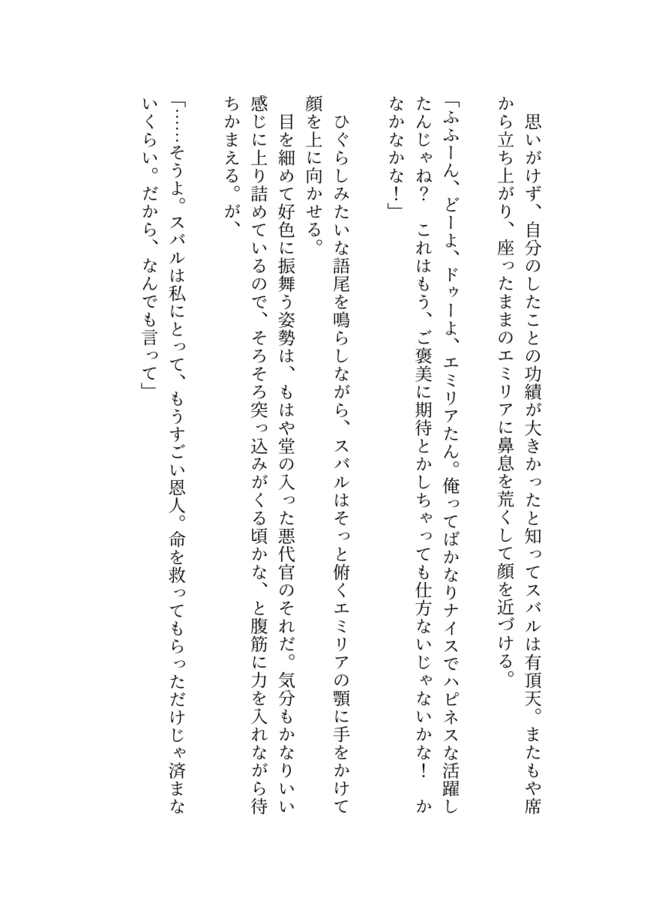 思いがけず、自分のしたことの功績が大きかったと知ってスバルは有頂天。またもや席
から立ち上がり、座ったままのエミリアに鼻息を荒くして顔を近づける。
「ふふーん、どーよ、ドゥーよ、エミリアたん。俺ってばかなりナイスでハピネスな活躍し
たんじゃね？　これはもう、ご褒美に期待とかしちゃっても仕方ないじゃないかな！　か
なかなかな！」
　ひぐらしみたいな語尾を鳴らしながら、スバルはそっと俯くエミリアの顎に手をかけて
顔を上に向かせる。
　目を細めて好色に振舞う姿勢は、もはや堂の入った悪代官のそれだ。気分もかなりいい
感じに上り詰めているので、そろそろ突っ込みがくる頃かな、と腹筋に力を入れながら待
ちかまえる。が、
「……そうよ。スバルは私にとって、もうすごい恩人。命を救ってもらっただけじゃ済まな
いくらい。だから、なんでも言って」